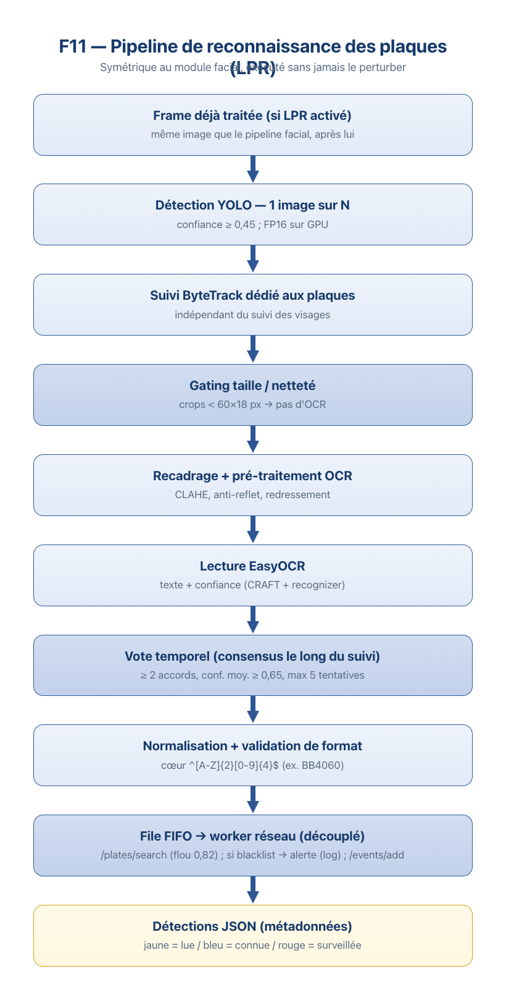 F11 — Pipeline de reconnaissance des plaques
(LPR)
Symétrique au module facial, exécuté sans jamais le perturber
Frame déjà traitée (si LPR activé)
même image que le pipeline facial, après lui
Détection YOLO — 1 image sur N
confiance ≥ 0,45 ; FP16 sur GPU
Suivi ByteTrack dédié aux plaques
indépendant du suivi des visages
Gating taille / netteté
crops < 60×18 px → pas d'OCR
Recadrage + pré-traitement OCR
CLAHE, anti-reflet, redressement
Lecture EasyOCR
texte + confiance (CRAFT + recognizer)
Vote temporel (consensus le long du suivi)
≥ 2 accords, conf. moy. ≥ 0,65, max 5 tentatives
Normalisation + validation de format
cœur ^[A-Z]{2}[0-9]{4}$ (ex. BB4060)
File FIFO → worker réseau (découplé)
/plates/search (flou 0,82) ; si blacklist → alerte (log) ; /events/add
Détections JSON (métadonnées)
jaune = lue / bleu = connue / rouge = surveillée